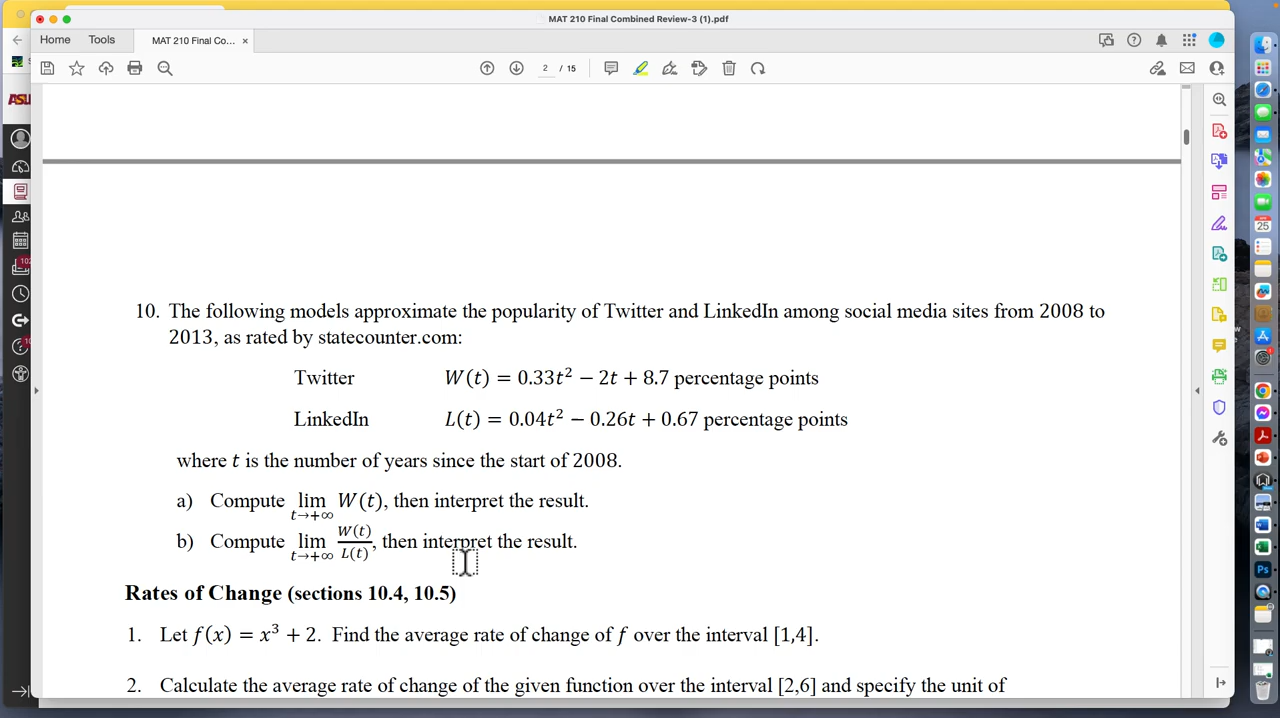 MAT 210 Final Combined Review-3 (1).pdf
Home Tools MAT 210 Final Co... ×
2 / 15
ASU
25
10. The following models approximate the popularity of Twitter and LinkedIn among social media sites from 2008 to
2013, as rated by statecounter.com:
Twitter W(t) = 0.33t² − 2t + 8.7 percentage points
LinkedIn L(t) = 0.04t² − 0.26t + 0.67 percentage points
where t is the number of years since the start of 2008.
a) Compute lim t→+∞ W(t), then interpret the result.
b) Compute lim t→+∞ W(t)/L(t), then interpret the result.
Rates of Change (sections 10.4, 10.5)
1. Let f(x) = x³ + 2. Find the average rate of change of f over the interval [1,4].
2. Calculate the average rate of change of the given function over the interval [2,6] and specify the unit of